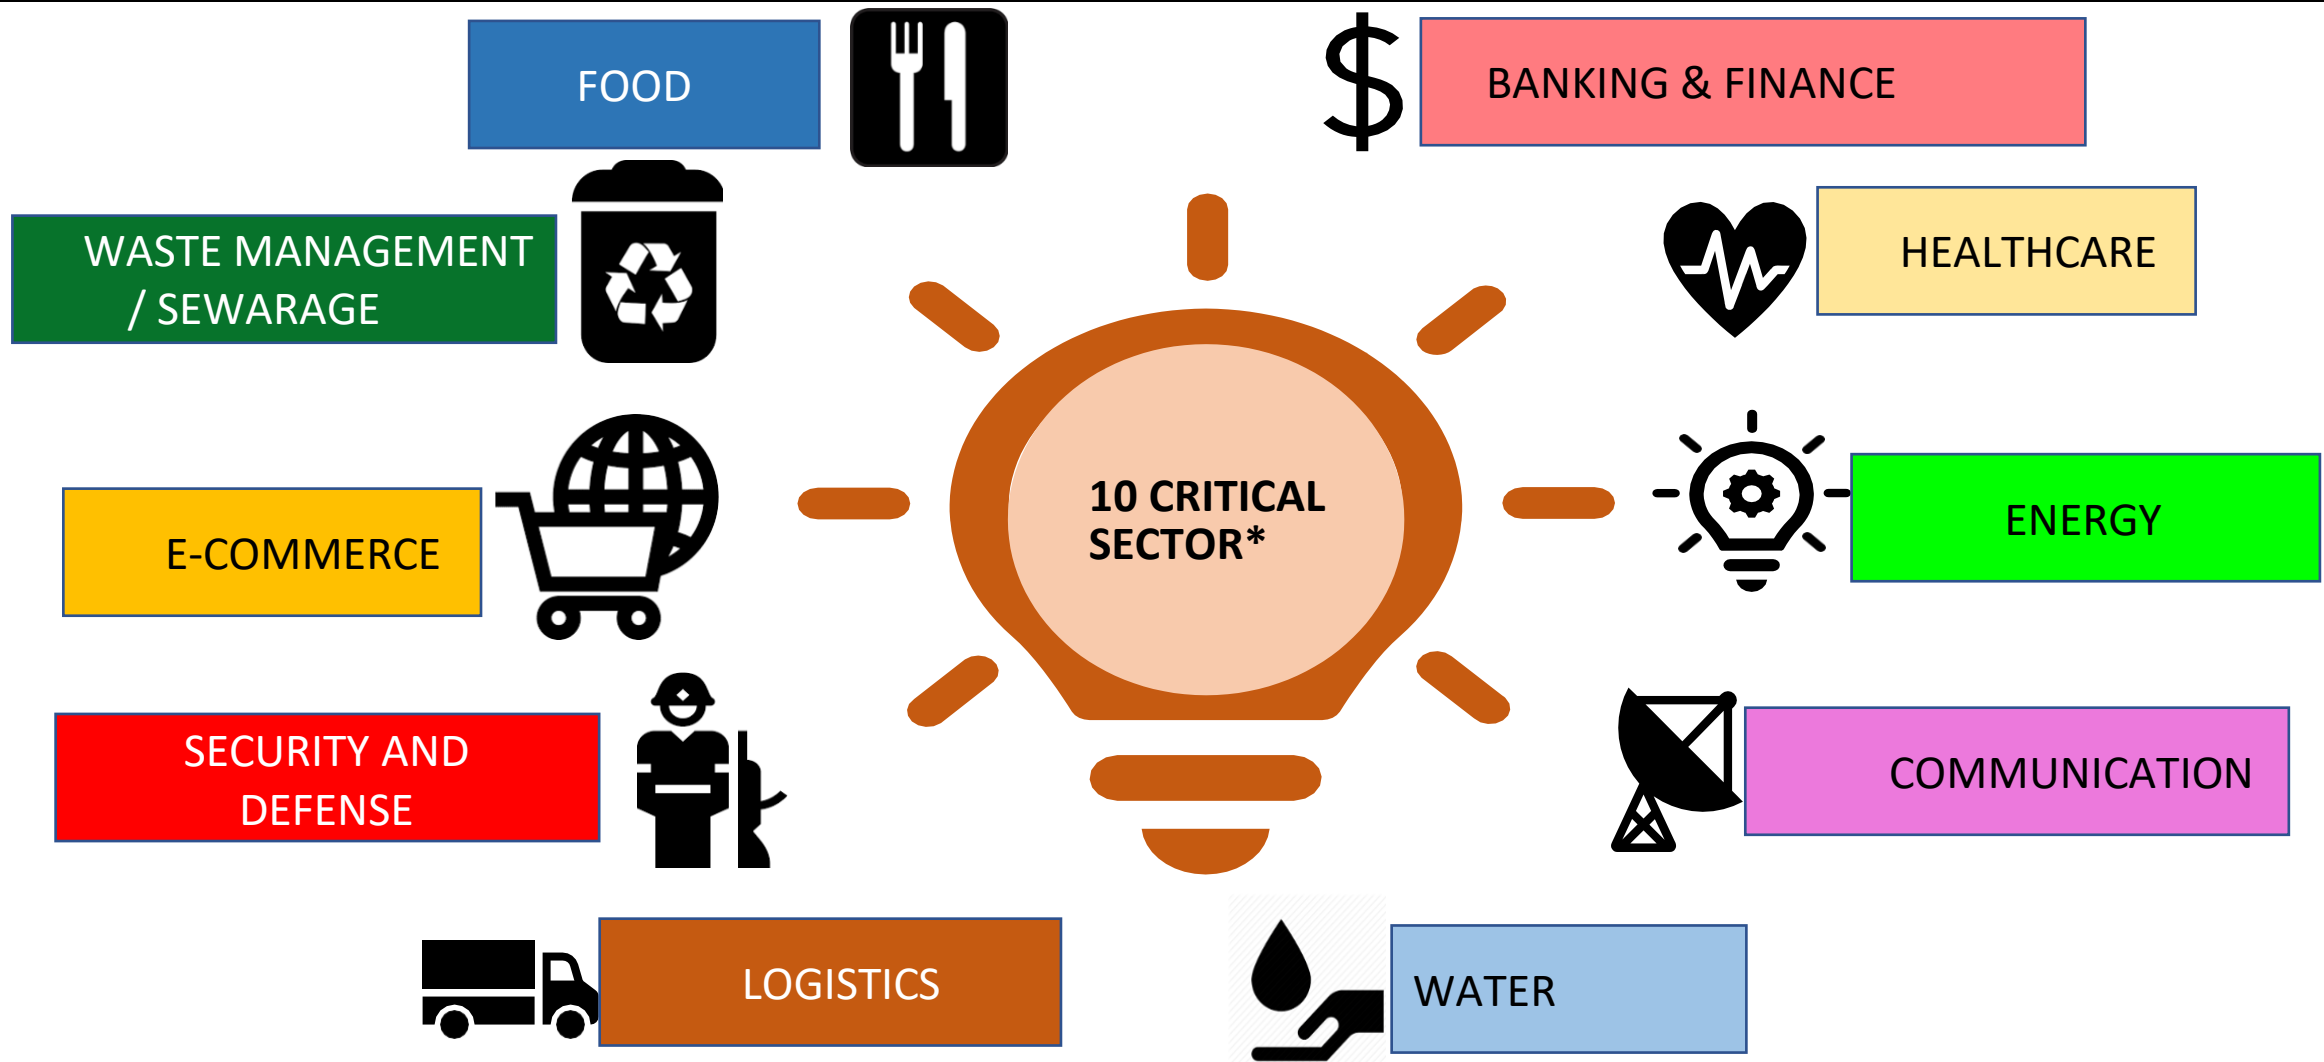 FOOD
BANKING & FINANCE
WASTE MANAGEMENT
/ SEWARAGE
HEALTHCARE
10 CRITICAL
SECTOR*
E-COMMERCE
ENERGY
SECURITY AND
DEFENSE
COMMUNICATION
LOGISTICS
WATER
$